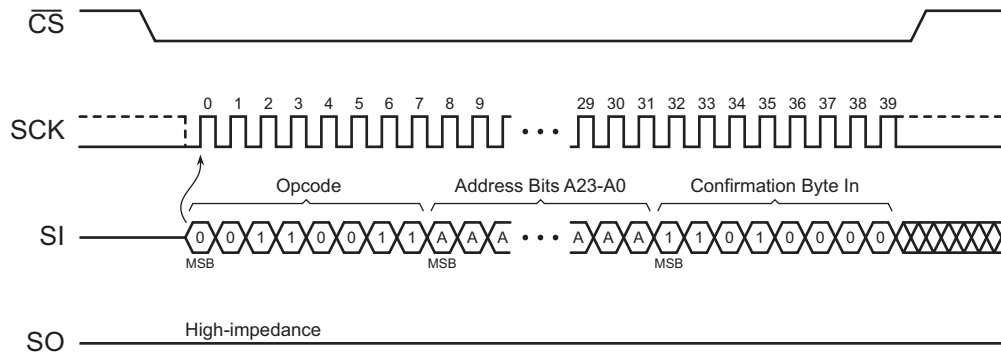 CS
0 1 2 3 4 5 6 7 8 9 29 30 31 32 33 34 35 36 37 38 39
SCK
Opcode Address Bits A23-A0 Confirmation Byte In
SI 0 0 1 1 0 0 1 1 A A A A A A 1 1 0 1 0 0 0 0
MSB MSB MSB
High-impedance
SO